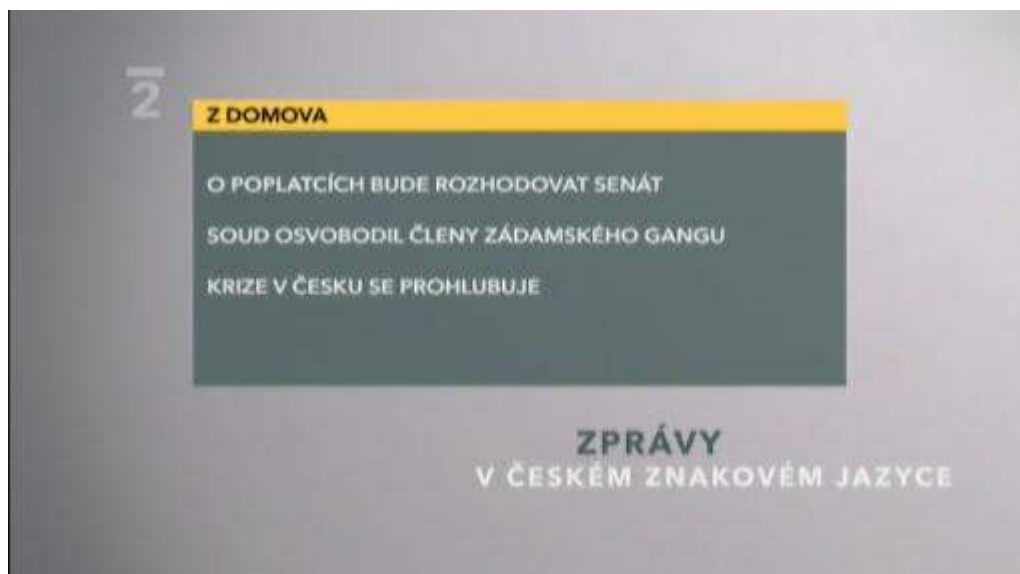 2
Z DOMOVA
O POPLATCÍCH BUDE ROZHODOVAT SENÁT
SOUD OSVOBODIL ČLENY ZÁDAMSKÉHO GANGU
KRIZE V ČESKU SE PROHLUBUJE
ZPRÁVY
V ČESKÉM ZNAKOVÉM JAZYCE